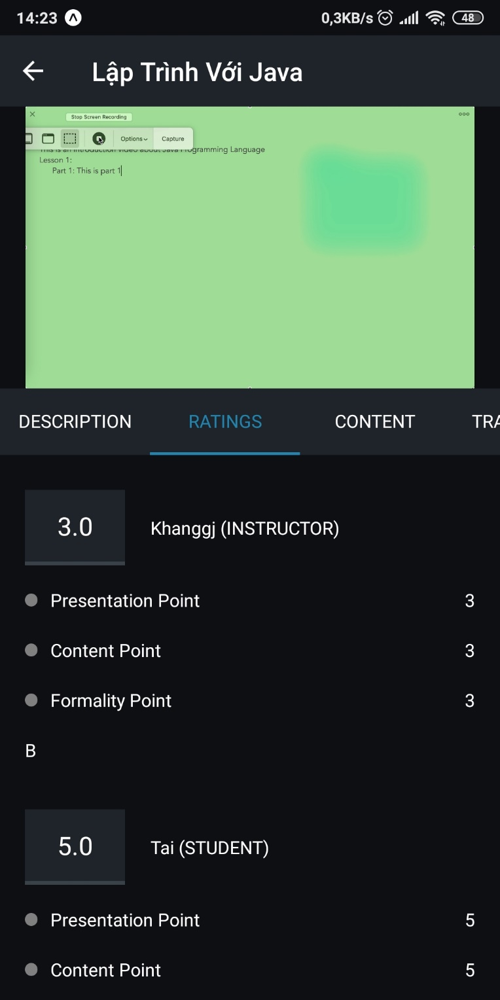 14:23
0,3KB/s
48
Lập Trình Với Java
Stop Screen Recording
Options
Capture
This is an introduction video about Java Programming Language
Lesson 1:
Part 1: This is part 1
DESCRIPTION
RATINGS
CONTENT
TRA
3.0
Khanggj (INSTRUCTOR)
Presentation Point 3
Content Point 3
Formality Point 3
B
5.0
Tai (STUDENT)
Presentation Point 5
Content Point 5